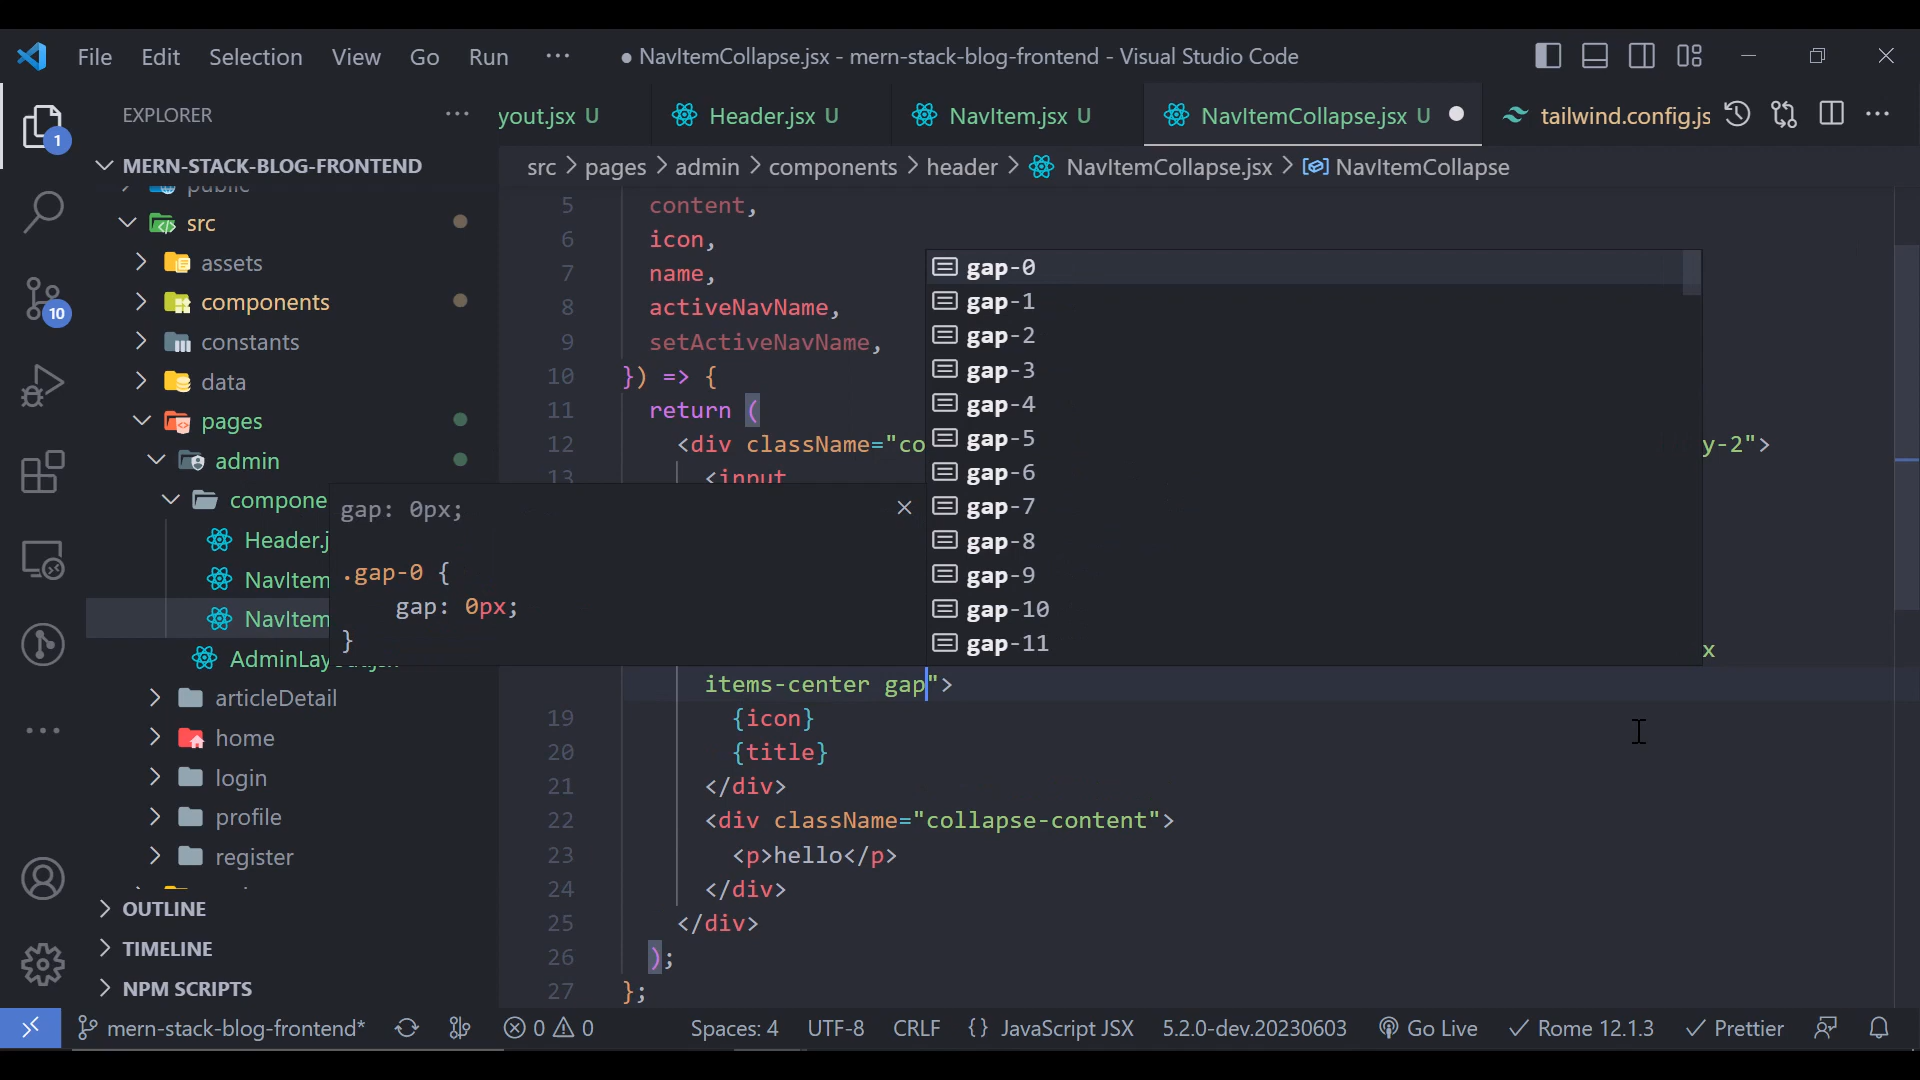 File Edit Selection View Go Run ··· ● NavItemCollapse.jsx - mern-stack-blog-frontend - Visual Studio Code
EXPLORER ···
yout.jsx U Header.jsx U NavItem.jsx U NavItemCollapse.jsx U ● tailwind.config.js ···
1
MERN-STACK-BLOG-FRONTEND
src > pages > admin > components > header > NavItemCollapse.jsx > NavItemCollapse
public
src
assets
components
constants
data
pages
admin
compone
Header.j
NavItem
NavItem
AdminLayout.jsx
articleDetail
home
login
profile
register
OUTLINE
TIMELINE
NPM SCRIPTS
10
···
5 content,
6 icon,
7 name,
8 activeNavName,
9 setActiveNavName,
10 }) => {
11 return (
12 <div className="co y-2">
13 <input
x
items-center gap">
19 {icon}
20 {title}
21 </div>
22 <div className="collapse-content">
23 <p>hello</p>
24 </div>
25 </div>
26 );
27 };
gap-0
gap-1
gap-2
gap-3
gap-4
gap-5
gap-6
gap-7
gap-8
gap-9
gap-10
gap-11
gap: 0px;
.gap-0 {
gap: 0px;
}
mern-stack-blog-frontend* 0 0 Spaces: 4 UTF-8 CRLF {} JavaScript JSX 5.2.0-dev.20230603 Go Live Rome 12.1.3 Prettier